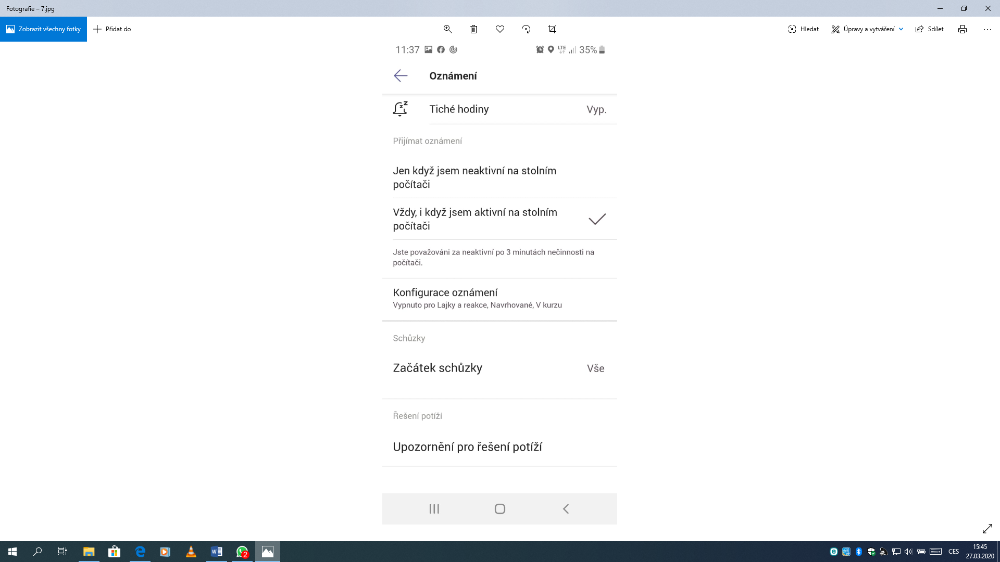 Fotografie – 7.jpg
Zobrazit všechny fotky
Přidat do
Hledat
Úpravy a vytváření
Sdílet
11:37
LTE
35%
Oznámení
Tiché hodiny
Vyp.
Přijímat oznámení
Jen když jsem neaktivní na stolním
počítači
Vždy, i když jsem aktivní na stolním
počítači
Jste považováni za neaktivní po 3 minutách nečinnosti na
počítači.
Konfigurace oznámení
Vypnuto pro Lajky a reakce, Navrhované, V kurzu
Schůzky
Začátek schůzky
Vše
Řešení potíží
Upozornění pro řešení potíží
2
CES
15:45
27.03.2020